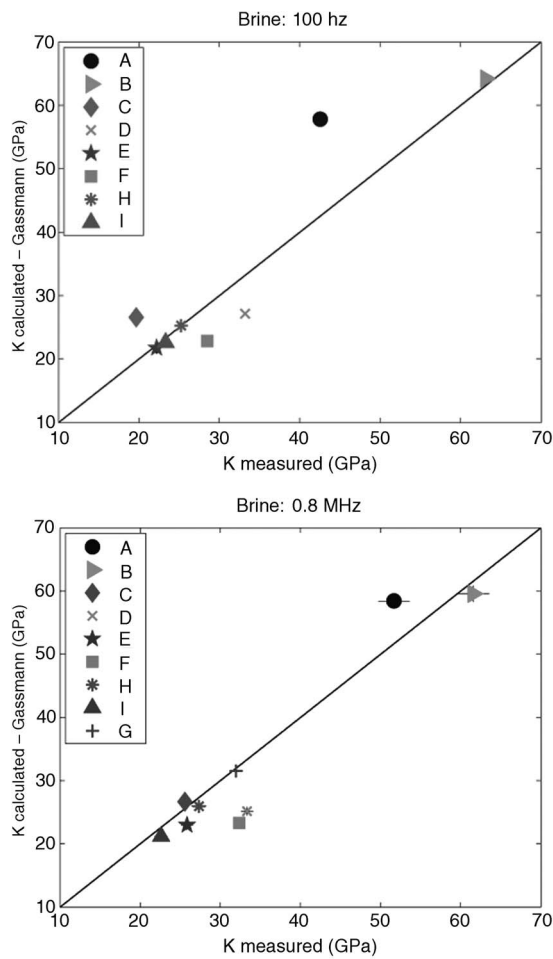 Brine: 100 hz
70
60
50
40
30
20
10
K calculated – Gassmann (GPa)
A
B
C
D
E
F
H
I
10 20 30 40 50 60 70
K measured (GPa)
Brine: 0.8 MHz
70
60
50
40
30
20
10
K calculated – Gassmann (GPa)
A
B
C
D
E
F
H
I
G
10 20 30 40 50 60 70
K measured (GPa)